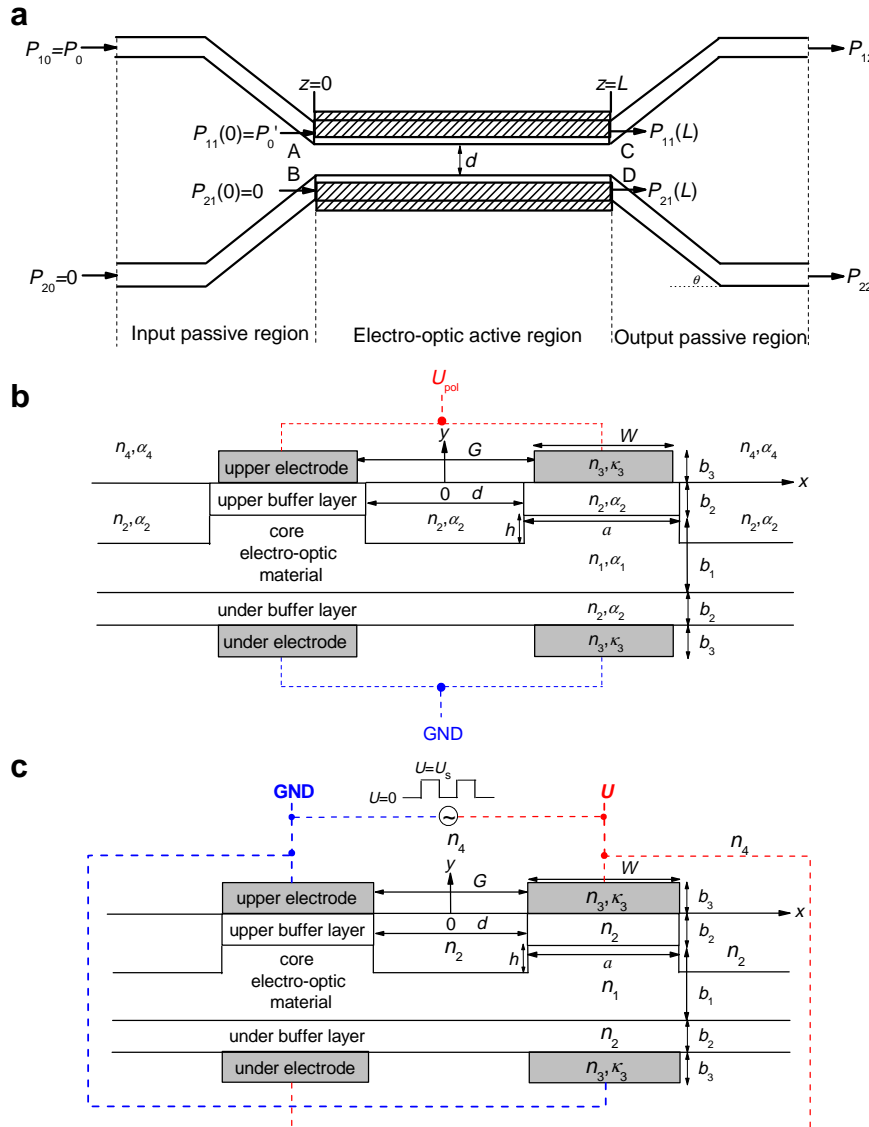 a
P10=P0
P12
z=0
z=L
P11(0)=P0'
P11(L)
A
C
d
B
D
P21(0)=0
P21(L)
P20=0
θ
P22
Input passive region
Electro-optic active region
Output passive region
b
Upol
n4,α4
y
G
W
n4,α4
upper electrode
n3,κ3
b3
x
upper buffer layer
0
d
n2,α2
b2
n2,α2
core
n2,α2
h
a
n2,α2
electro-optic
material
n1,α1
b1
under buffer layer
n2,α2
b2
under electrode
n3,κ3
b3
GND
c
U=Us
GND
U=0
U
~
n4
n4
y
G
W
upper electrode
n3,κ3
b3
x
upper buffer layer
0
d
n2
b2
core
n2
h
a
n2
electro-optic
material
n1
b1
under buffer layer
n2
b2
under electrode
n3,κ3
b3